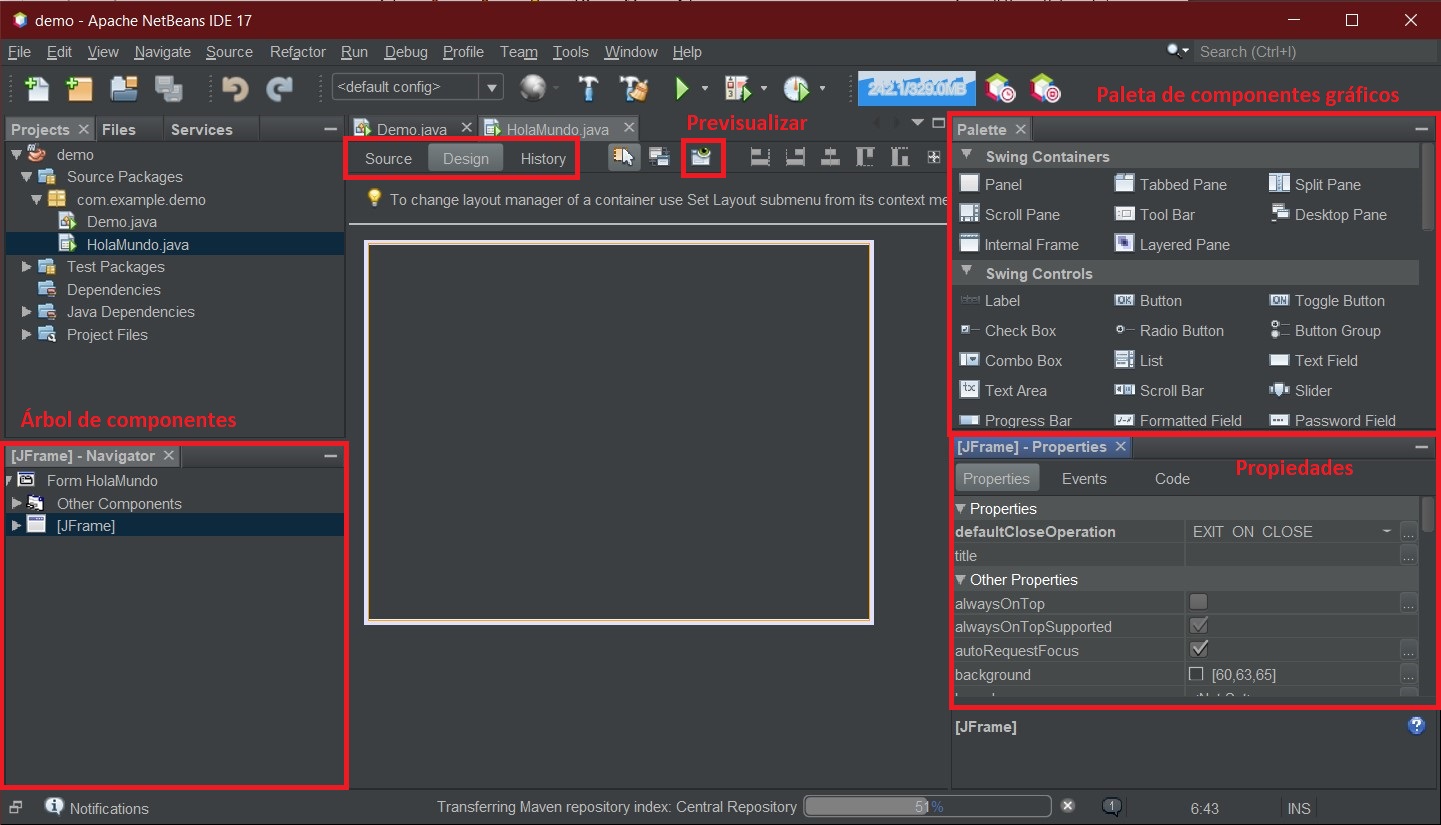 demo - Apache NetBeans IDE 17
File Edit View Navigate Source Refactor Run Debug Profile Team Tools Window Help
Search (Ctrl+I)
<default config>
242.1/329.0MB
Paleta de componentes gráficos
Projects Files Services
Demo.java HolaMundo.java
Previsualizar
Palette
Source Design History
demo
Source Packages
com.example.demo
Demo.java
HolaMundo.java
Test Packages
Dependencies
Java Dependencies
Project Files
To change layout manager of a container use Set Layout submenu from its context me
Swing Containers
Panel Tabbed Pane Split Pane
Scroll Pane Tool Bar Desktop Pane
Internal Frame Layered Pane
Swing Controls
Label Button Toggle Button
Check Box Radio Button Button Group
Combo Box List Text Field
Text Area Scroll Bar Slider
Progress Bar Formatted Field Password Field
Árbol de componentes
[JFrame] - Navigator
Form HolaMundo
Other Components
[JFrame]
[JFrame] - Properties
Propiedades
Properties Events Code
Properties
defaultCloseOperation EXIT_ON_CLOSE ...
title ...
Other Properties
alwaysOnTop ...
alwaysOnTopSupported
autoRequestFocus ...
background [60,63,65] ...
[JFrame]
Notifications
Transferring Maven repository index: Central Repository 51%
1
6:43 INS